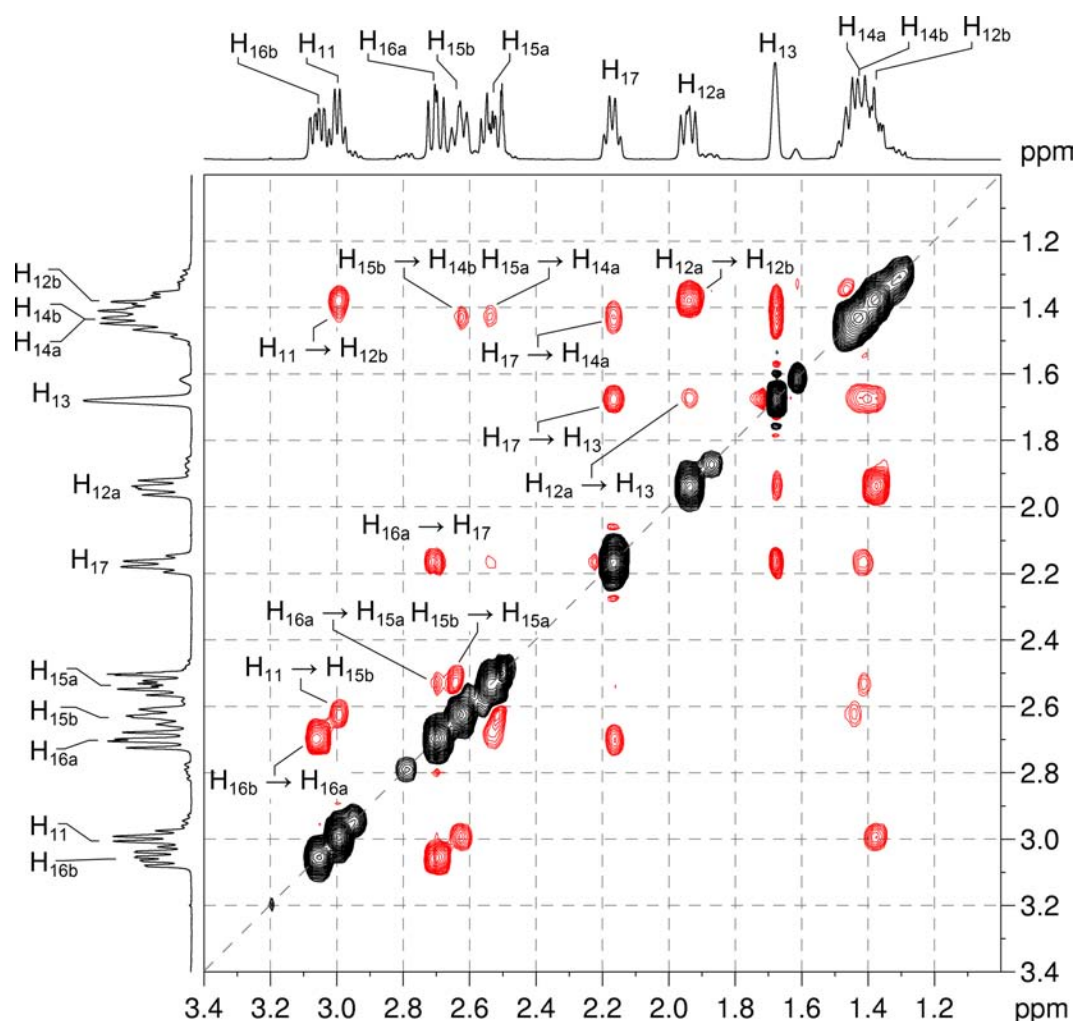 H16a H15b H15a H14a H14b H12b
H16b H11 H17 H12a H13
ppm
H12b
H14b
H14a
H13
H12a
H17
H15a
H15b
H16a
H11
H16b
H15b → H14b H15a → H14a H12a → H12b
H11 → H12b H17 → H14a
H17 → H13
H12a → H13
H16a → H17
H16a → H15a H15b → H15a
H11 → H15b
H16b → H16a
1.2
1.4
1.6
1.8
2.0
2.2
2.4
2.6
2.8
3.0
3.2
3.4
3.4 3.2 3.0 2.8 2.6 2.4 2.2 2.0 1.8 1.6 1.4 1.2 ppm